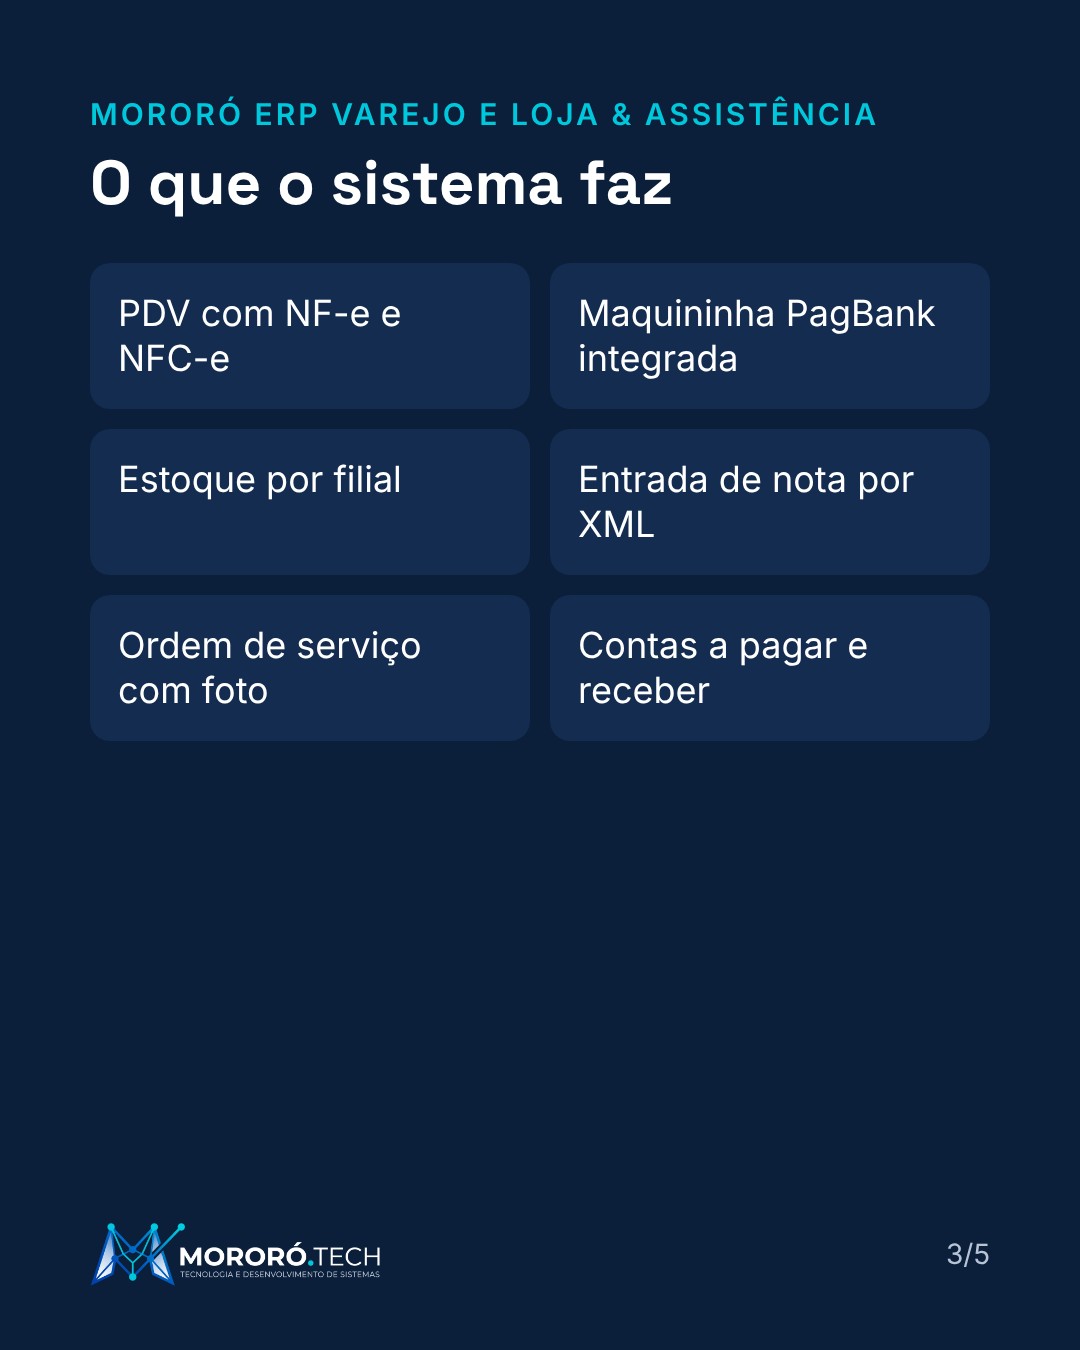 MORORÓ ERP VAREJO E LOJA & ASSISTÊNCIA
O que o sistema faz
PDV com NF-e e
NFC-e
Maquininha PagBank
integrada
Estoque por filial
Entrada de nota por
XML
Ordem de serviço
com foto
Contas a pagar e
receber
MORORÓ.TECH
TECNOLOGIA E DESENVOLVIMENTO DE SISTEMAS
3/5